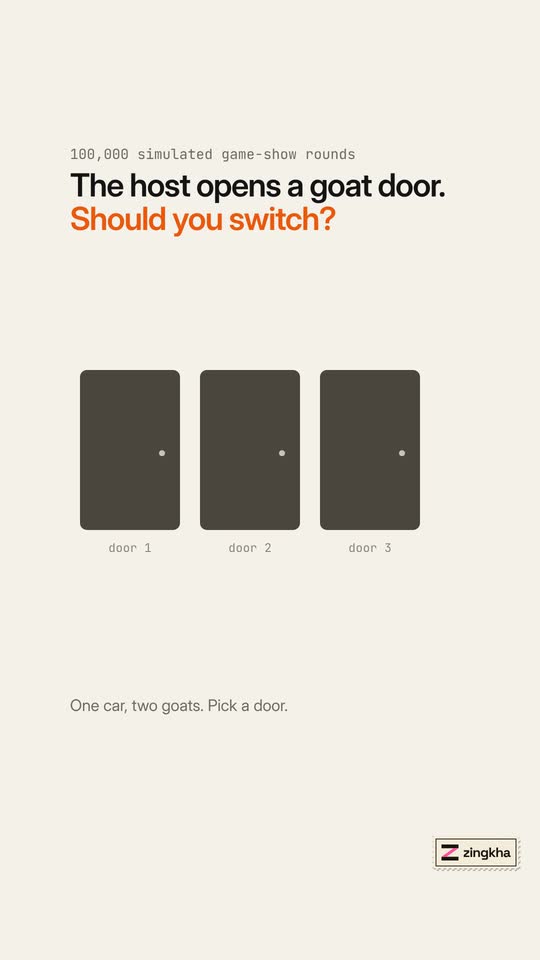 100,000 simulated game-show rounds
The host opens a goat door.
Should you switch?
door 1
door 2
door 3
One car, two goats. Pick a door.
zingkha